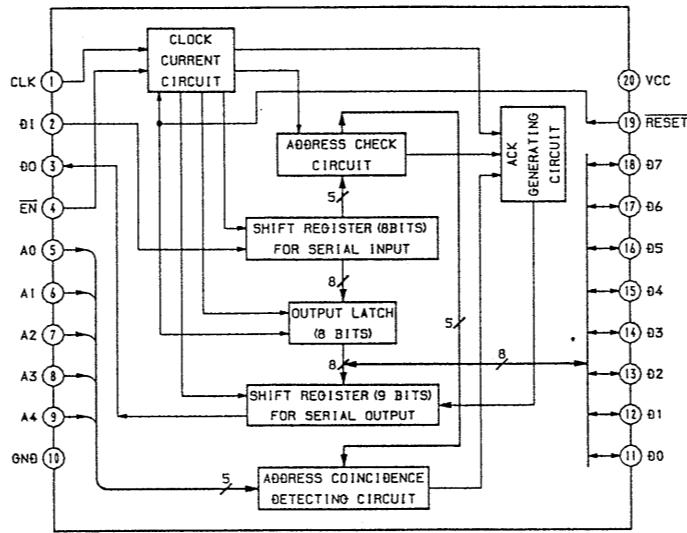 CLOCK
CURRENT
CIRCUIT
CLK 1
DI 2
DO 3
EN 4
A0 5
A1 6
A2 7
A3 8
A4 9
GND 10
ADDRESS CHECK
CIRCUIT
ACK
GENERATING
CIRCUIT
5
SHIFT REGISTER (8BITS)
FOR SERIAL INPUT
8
OUTPUT LATCH
(8 BITS)
5
8
8
SHIFT REGISTER (9 BITS)
FOR SERIAL OUTPUT
5
ADDRESS COINCIDENCE
DETECTING CIRCUIT
20 VCC
19 RESET
18 D7
17 D6
16 D5
15 D4
14 D3
13 D2
12 D1
11 D0